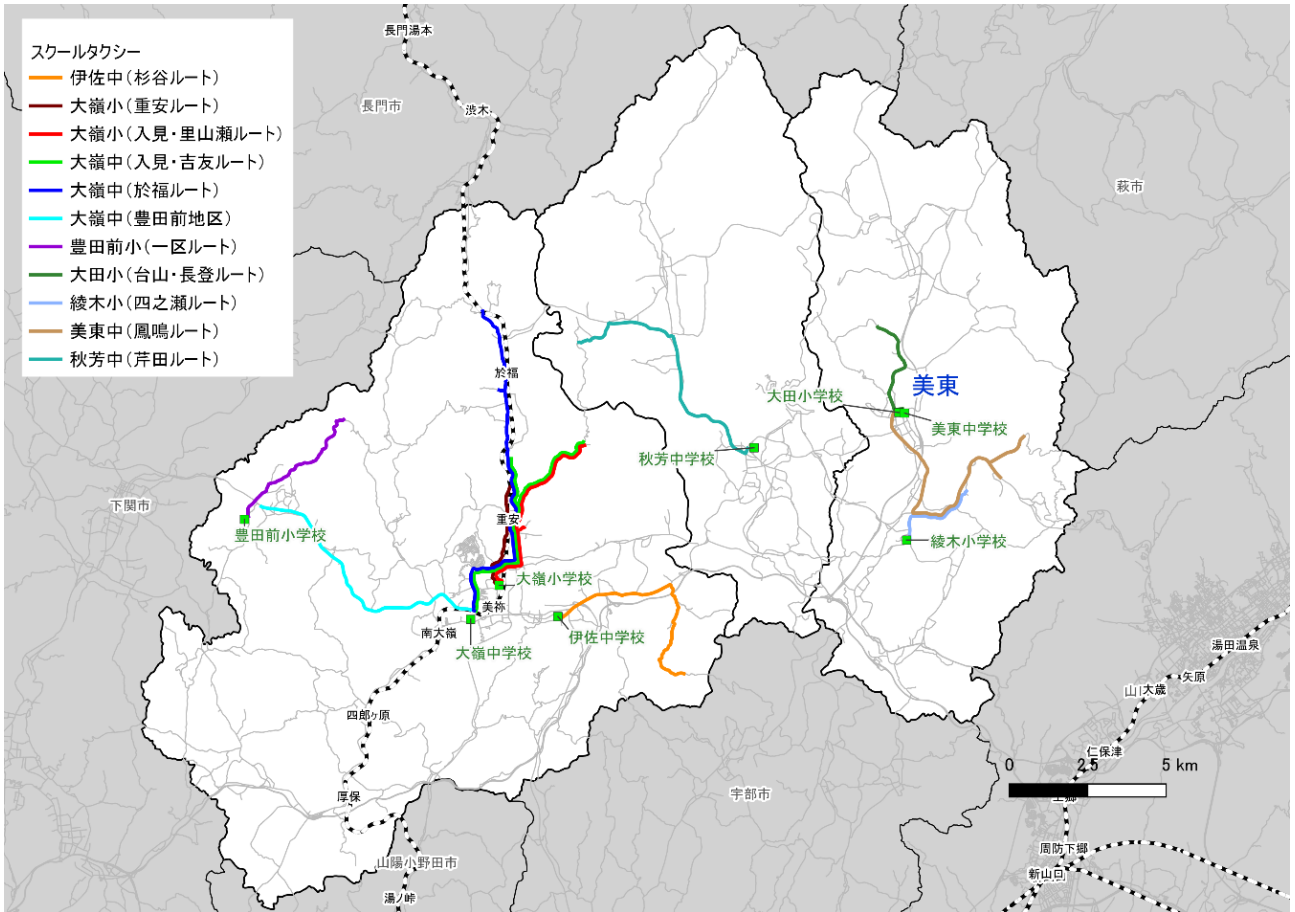 スクールタクシー
伊佐中(杉谷ルート)
大嶺小(重安ルート)
大嶺小(入見・里山瀬ルート)
大嶺中(入見・吉友ルート)
大嶺中(於福ルート)
大嶺中(豊田前地区)
豊田前小(一区ルート)
大田小(台山・長登ルート)
綾木小(四之瀬ルート)
美東中(鳳鳴ルート)
秋芳中(芹田ルート)
長門湯本
長門市
渋木
萩市
於福
美東
大田小学校
美東中学校
秋芳中学校
下関市
豊田前小学校
重安
綾木小学校
大嶺小学校
美祢
南大嶺
大嶺中学校
伊佐中学校
湯田温泉
矢原
大歳
四郎ヶ原
仁保津
0 2.5 5 km
厚保
宇部市
上郷
周防下郷
山陽小野田市
新山口
湯ノ峠